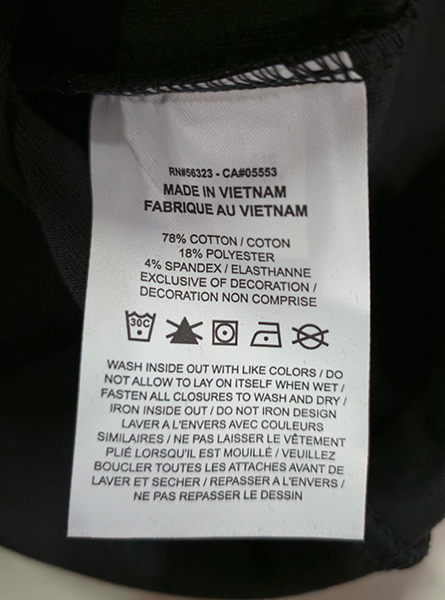 RN#56323 - CA#05553
MADE IN VIETNAM
FABRIQUE AU VIETNAM
78% COTTON / COTON
18% POLYESTER
4% SPANDEX / ELASTHANNE
EXCLUSIVE OF DECORATION /
DECORATION NON COMPRISE
30C
WASH INSIDE OUT WITH LIKE COLORS / DO
NOT ALLOW TO LAY ON ITSELF WHEN WET /
FASTEN ALL CLOSURES TO WASH AND DRY /
IRON INSIDE OUT / DO NOT IRON DESIGN
LAVER A L'ENVERS AVEC COULEURS
SIMILAIRES / NE PAS LAISSER LE VÊTEMENT
PLIÉ LORSQU'IL EST MOUILLÉ / VEUILLEZ
BOUCLER TOUTES LES ATTACHES AVANT DE
LAVER ET SECHER / REPASSER A L'ENVERS /
NE PAS REPASSER LE DESSIN